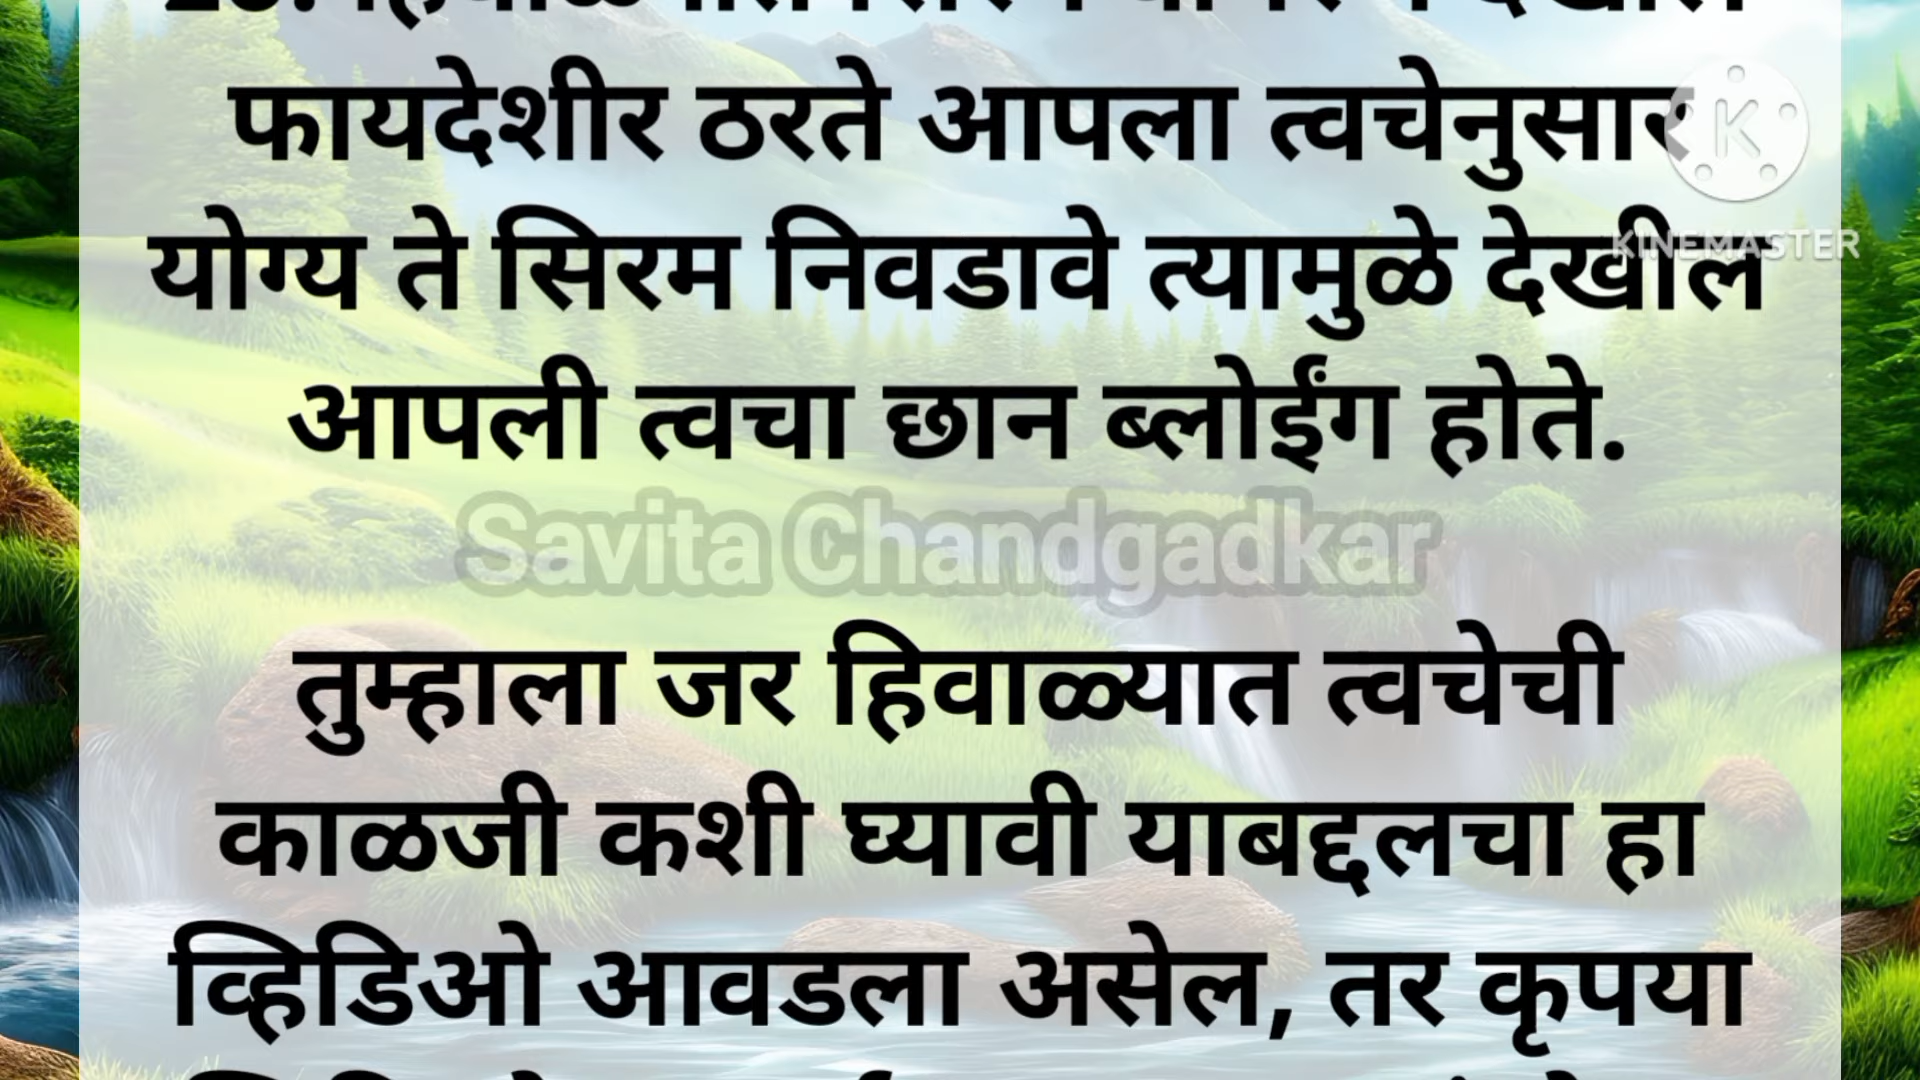 फायदेशीर ठरते आपला त्वचेनुसार
योग्य ते सिरम निवडावे त्यामुळे देखील
आपली त्वचा छान ब्लोईंग होते.
Savita Chandgadkar
तुम्हाला जर हिवाळ्यात त्वचेची
काळजी कशी घ्यावी याबद्दलचा हा
व्हिडिओ आवडला असेल, तर कृपया
K
KINEMASTER